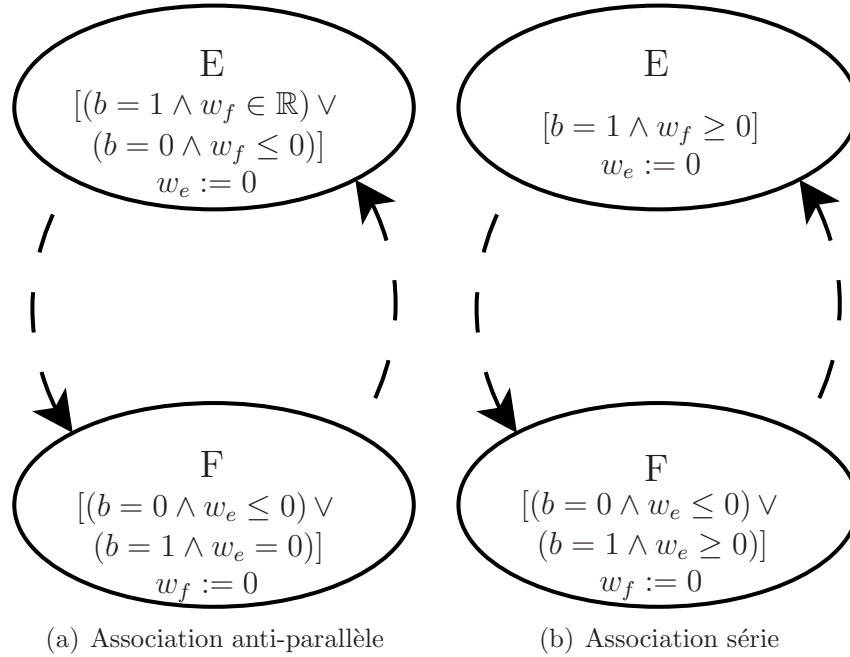 E
[(b = 1 ∧ w_f ∈ ℝ) ∨
(b = 0 ∧ w_f ≤ 0)]
w_e := 0
F
[(b = 0 ∧ w_e ≤ 0) ∨
(b = 1 ∧ w_e = 0)]
w_f := 0
(a) Association anti-parallèle
E
[b = 1 ∧ w_f ≥ 0]
w_e := 0
F
[(b = 0 ∧ w_e ≤ 0) ∨
(b = 1 ∧ w_e ≥ 0)]
w_f := 0
(b) Association série